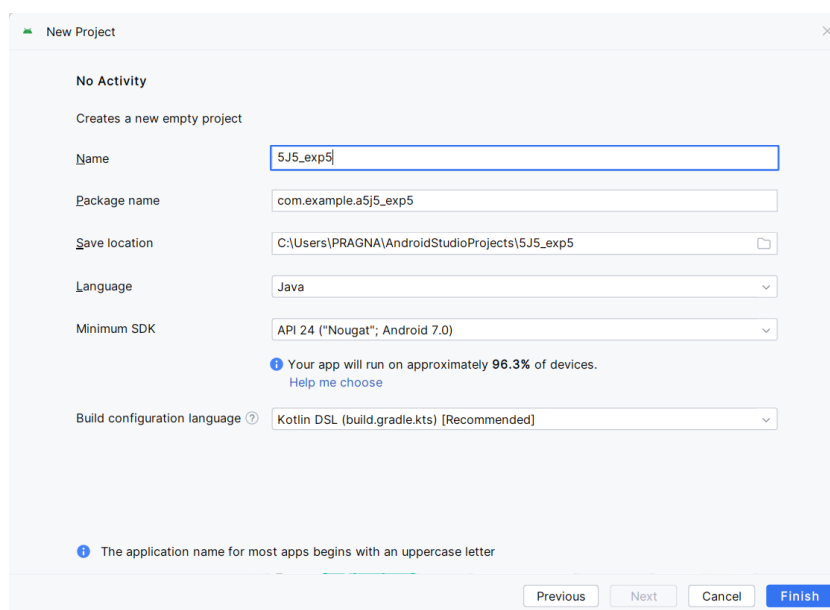 New Project
No Activity
Creates a new empty project
Name 5J5_exp5
Package name com.example.a5j5_exp5
Save location C:\Users\PRAGNA\AndroidStudioProjects\5J5_exp5
Language Java
Minimum SDK API 24 ("Nougat"; Android 7.0)
Your app will run on approximately 96.3% of devices.
Help me choose
Build configuration language ? Kotlin DSL (build.gradle.kts) [Recommended]
The application name for most apps begins with an uppercase letter
Previous Next Cancel Finish